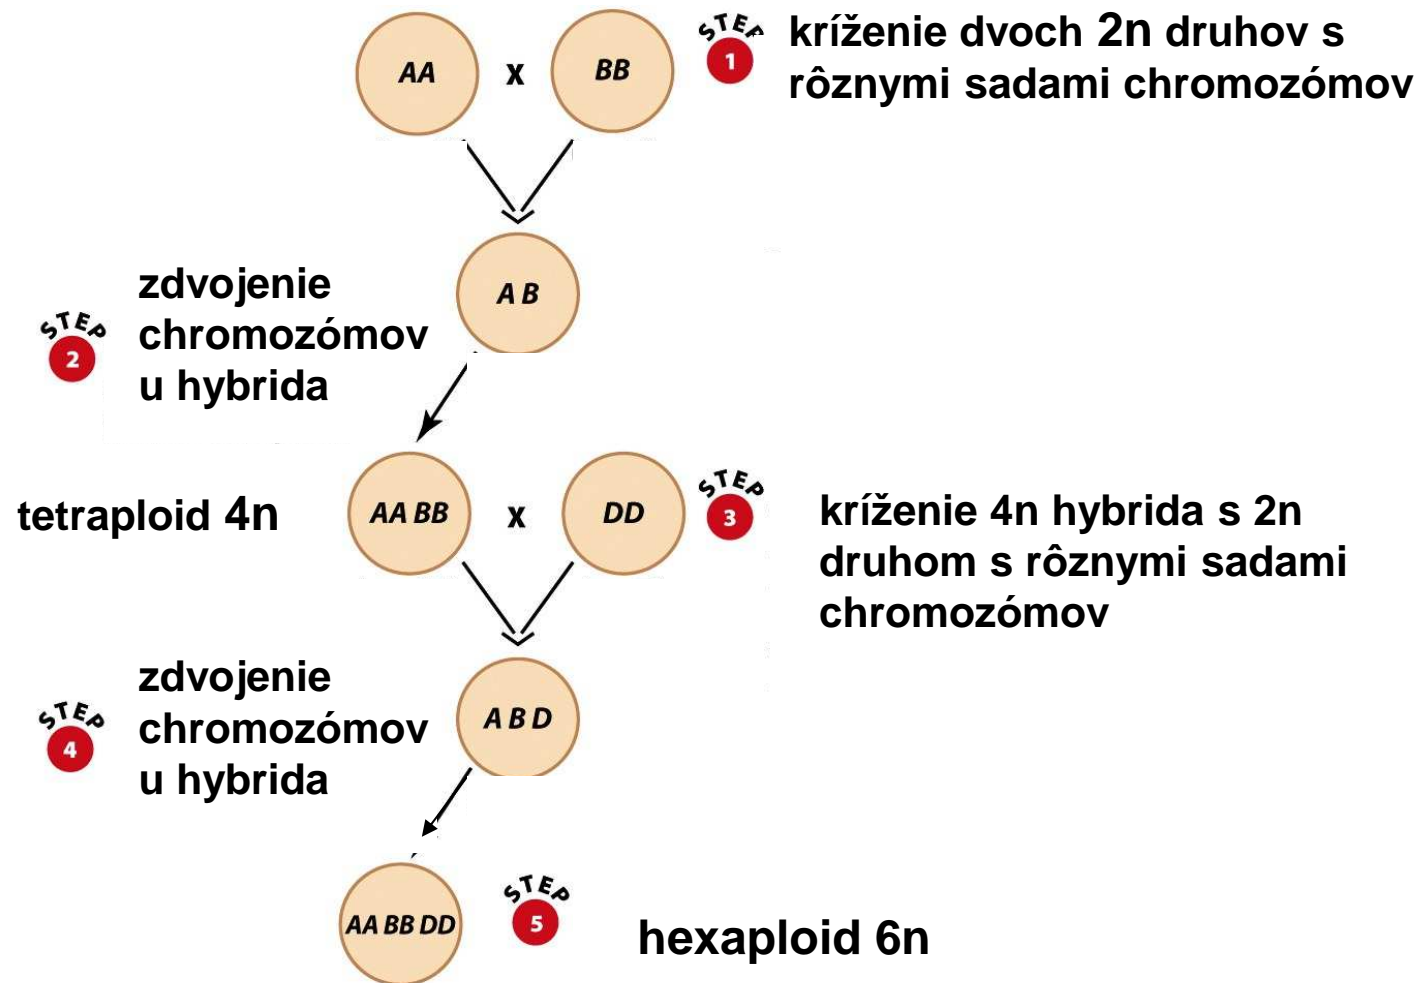 AA x BB
STEP 1
kríženie dvoch 2n druhov s
rôznymi sadami chromozómov
A B
STEP 2
zdvojenie
chromozómov
u hybrida
tetraploid 4n
AA BB x DD
STEP 3
kríženie 4n hybrida s 2n
druhom s rôznymi sadami
chromozómov
A B D
STEP 4
zdvojenie
chromozómov
u hybrida
AA BB DD
STEP 5
hexaploid 6n